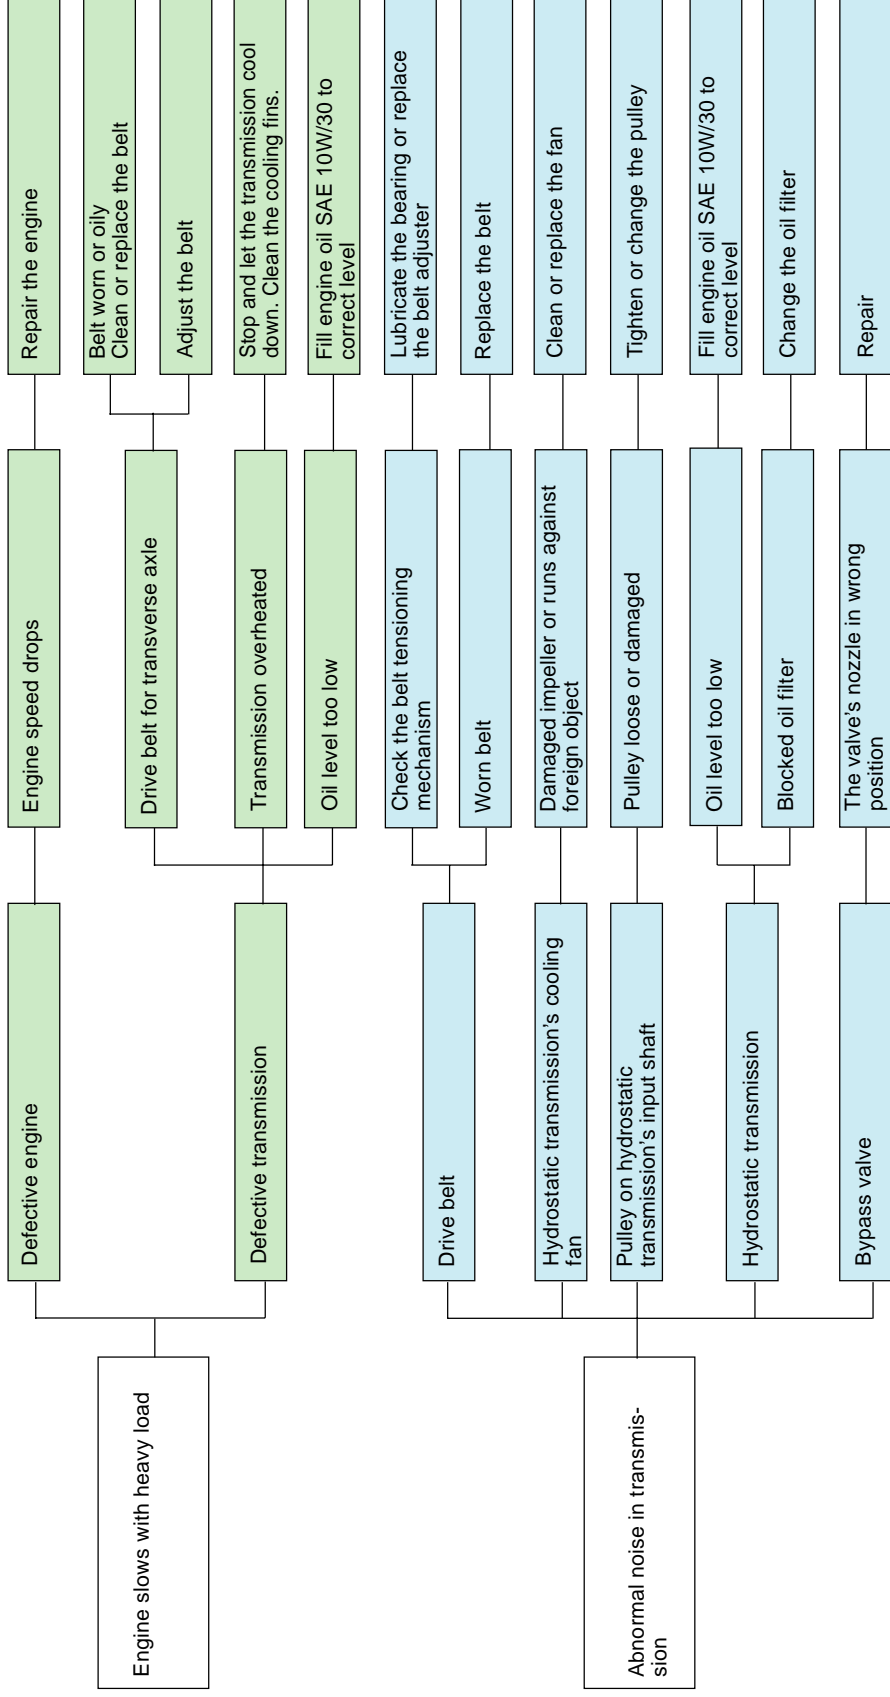 Engine slows with heavy load
Defective engine
Engine speed drops
Repair the engine
Defective transmission
Drive belt for transverse axle
Belt worn or oily
Clean or replace the belt
Adjust the belt
Transmission overheated
Stop and let the transmission cool
down. Clean the cooling fins.
Oil level too low
Fill engine oil SAE 10W/30 to
correct level
Abnormal noise in transmis-
sion
Drive belt
Check the belt tensioning
mechanism
Lubricate the bearing or replace
the belt adjuster
Worn belt
Replace the belt
Hydrostatic transmission's cooling
fan
Damaged impeller or runs against
foreign object
Clean or replace the fan
Pulley on hydrostatic
transmission's input shaft
Pulley loose or damaged
Tighten or change the pulley
Hydrostatic transmission
Oil level too low
Fill engine oil SAE 10W/30 to
correct level
Blocked oil filter
Change the oil filter
Bypass valve
The valve's nozzle in wrong
position
Repair